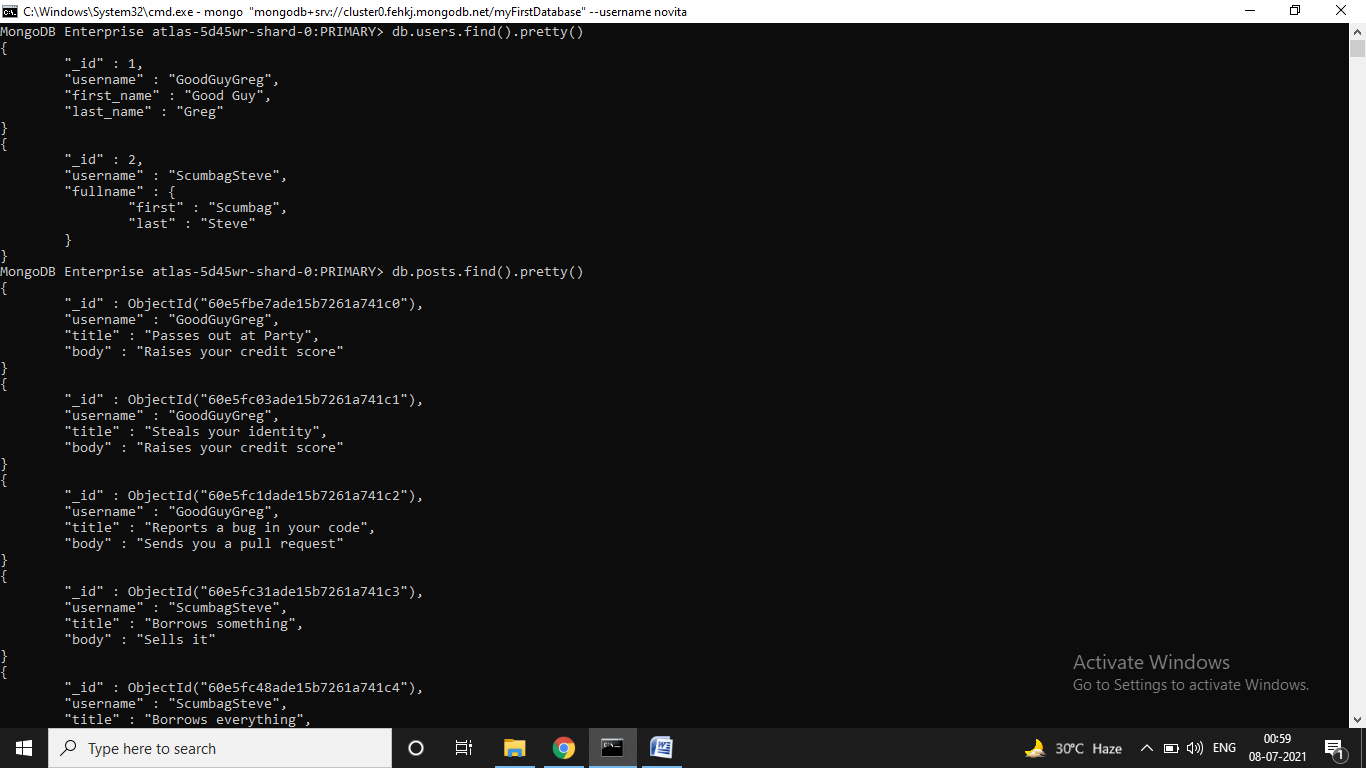 C:\Windows\System32\cmd.exe - mongo  "mongodb+srv://cluster0.fehkj.mongodb.net/myFirstDatabase" --username novita
MongoDB Enterprise atlas-5d45wr-shard-0:PRIMARY> db.users.find().pretty()
{
        "_id" : 1,
        "username" : "GoodGuyGreg",
        "first_name" : "Good Guy",
        "last_name" : "Greg"
}
{
        "_id" : 2,
        "username" : "ScumbagSteve",
        "fullname" : {
                "first" : "Scumbag",
                "last" : "Steve"
        }
}
MongoDB Enterprise atlas-5d45wr-shard-0:PRIMARY> db.posts.find().pretty()
{
        "_id" : ObjectId("60e5fbe7ade15b7261a741c0"),
        "username" : "GoodGuyGreg",
        "title" : "Passes out at Party",
        "body" : "Raises your credit score"
}
{
        "_id" : ObjectId("60e5fc03ade15b7261a741c1"),
        "username" : "GoodGuyGreg",
        "title" : "Steals your identity",
        "body" : "Raises your credit score"
}
{
        "_id" : ObjectId("60e5fc1dade15b7261a741c2"),
        "username" : "GoodGuyGreg",
        "title" : "Reports a bug in your code",
        "body" : "Sends you a pull request"
}
{
        "_id" : ObjectId("60e5fc31ade15b7261a741c3"),
        "username" : "ScumbagSteve",
        "title" : "Borrows something",
        "body" : "Sells it"
}
{
        "_id" : ObjectId("60e5fc48ade15b7261a741c4"),
        "username" : "ScumbagSteve",
        "title" : "Borrows everything",
Activate Windows
Go to Settings to activate Windows.
Type here to search
30°C Haze
ENG
00:59
08-07-2021
1